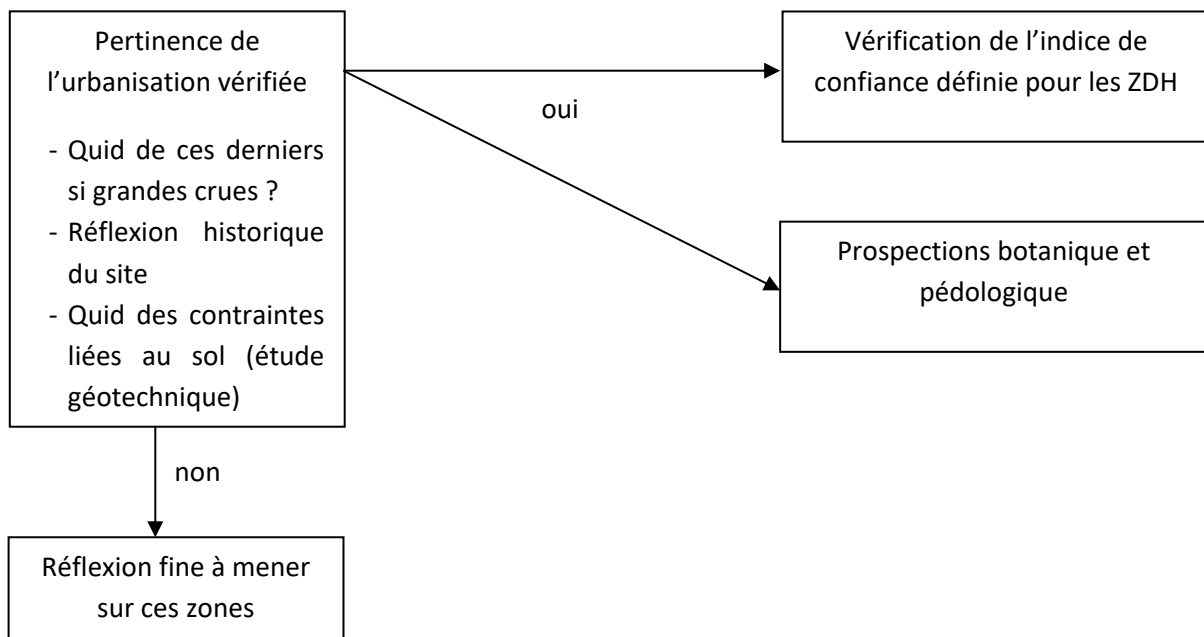 Pertinence de
l’urbanisation vérifiée
- Quid de ces derniers
si grandes crues ?
- Réflexion historique
du site
- Quid des contraintes
liées au sol (étude
géotechnique)
oui
Vérification de l’indice de
confiance définie pour les ZDH
Prospections botanique et
pédologique
non
Réflexion fine à mener
sur ces zones